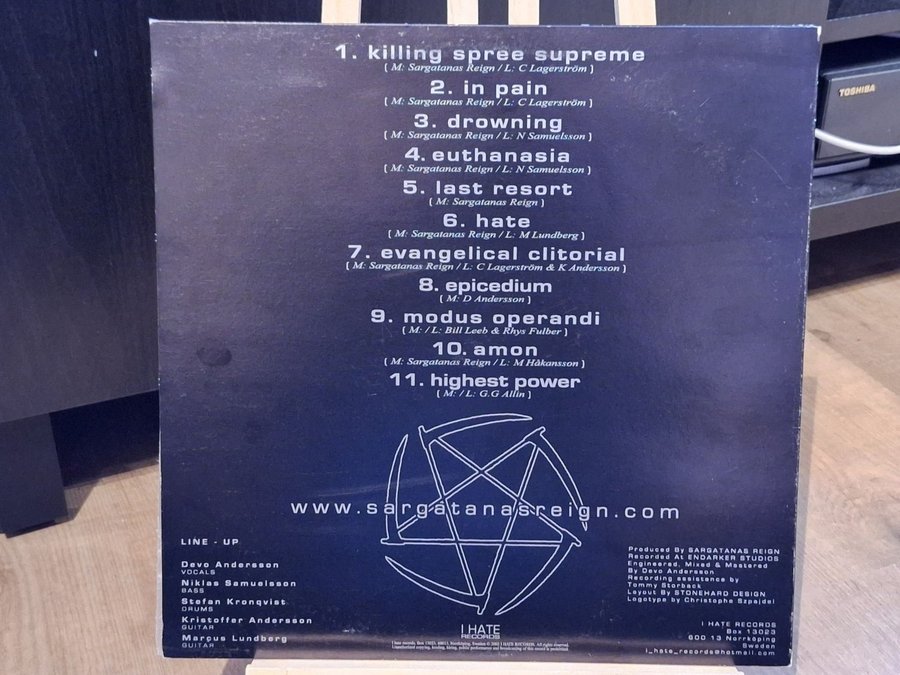 1. killing spree supreme
( M: Sargatanas Reign / L: C Lagerström )
2. in pain
( M: Sargatanas Reign / L: C Lagerström )
3. drowning
( M: Sargatanas Reign / L: N Samuelsson )
4. euthanasia
( M: Sargatanas Reign / L: N Samuelsson )
5. last resort
( M: Sargatanas Reign )
6. hate
( M: Sargatanas Reign / L: M Lundberg )
7. evangelical clitorial
( M: Sargatanas Reign / L: C Lagerström & K Andersson )
8. epicedium
( M: D Andersson )
9. modus operandi
( M: / L: Bill Leeb & Rhys Fulber )
10. amon
( M: Sargatanas Reign / L: M Håkansson )
11. highest power
( M: / L: G.G Allin )
www.sargatanasreign.com
LINE - UP
Devo Andersson
VOCALS
Niklas Samuelsson
BASS
Stefan Kronqvist
DRUMS
Kristoffer Andersson
GUITAR
Marcus Lundberg
GUITAR
I HATE
RECORDS
Produced By SARGATANAS REIGN
Recorded At ENDARKER STUDIOS
Engineered, Mixed & Mastered
By Devo Andersson
Recording assistence by
Tommy Storback
Layout By STONEHARD DESIGN
Logotype by Christophe Szpajdel
I HATE RECORDS
Box 13023
600 13 Norrköping
Sweden
i_hate_records@hotmail.com
TOSHIBA